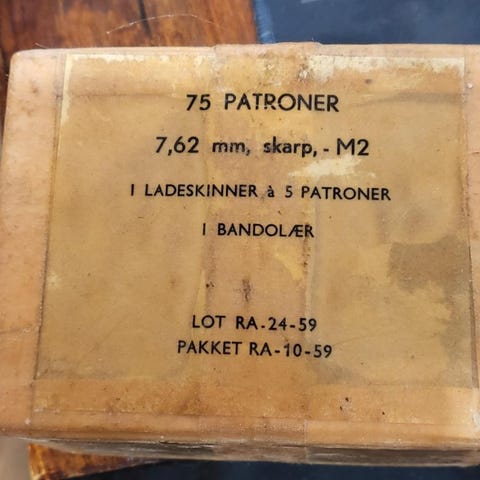 75 PATRONER
7,62 mm, skarp, - M2
I LADESKINNER à 5 PATRONER
I BANDOLÆR
LOT RA-24-59
PAKKET RA-10-59